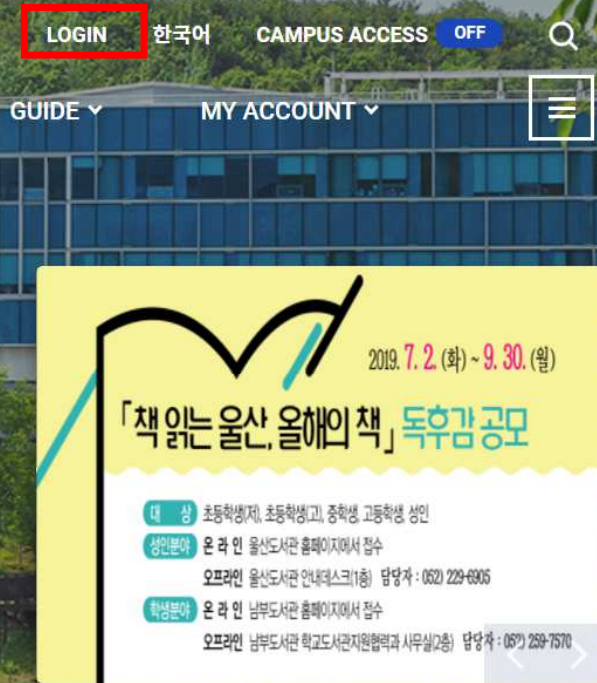 LOGIN 한국어 CAMPUS ACCESS OFF
GUIDE MY ACCOUNT
2019. 7. 2. (화) ~ 9. 30. (월)
「책 읽는 울산, 올해의 책」 독후감 공모
대 상 초등학생(저), 초등학생(고), 중학생, 고등학생, 성인
성인분야 온 라 인 울산도서관 홈페이지에서 접수
오프라인 울산도서관 안내데스크(1층) 담당자 : 052) 229-6905
학생분야 온 라 인 남부도서관 홈페이지에서 접수
오프라인 남부도서관 학교도서관지원협력과 사무실(2층) 담당자 : 052) 259-7570